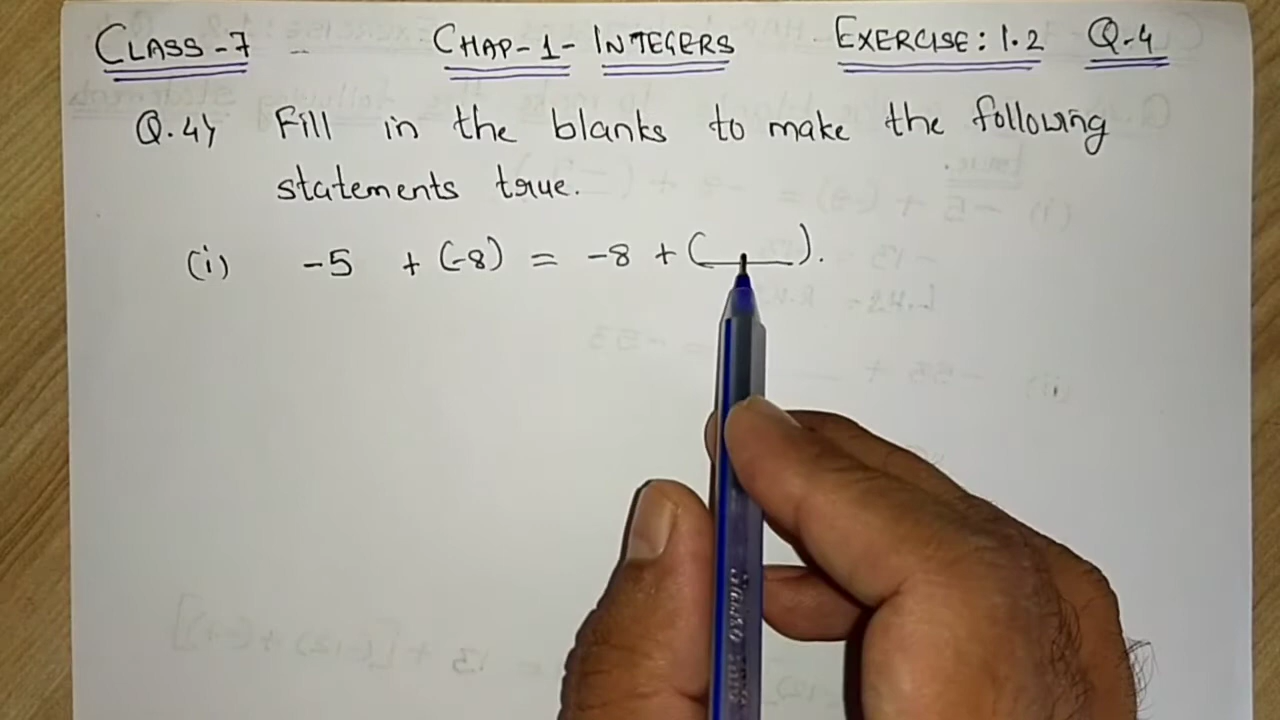 CLASS-7 - CHAP-1-INTEGERS EXERCISE: 1.2 Q.4
Q.4) Fill in the blanks to make the following
statements true.
(i) -5 + (-8) = -8 + (____).